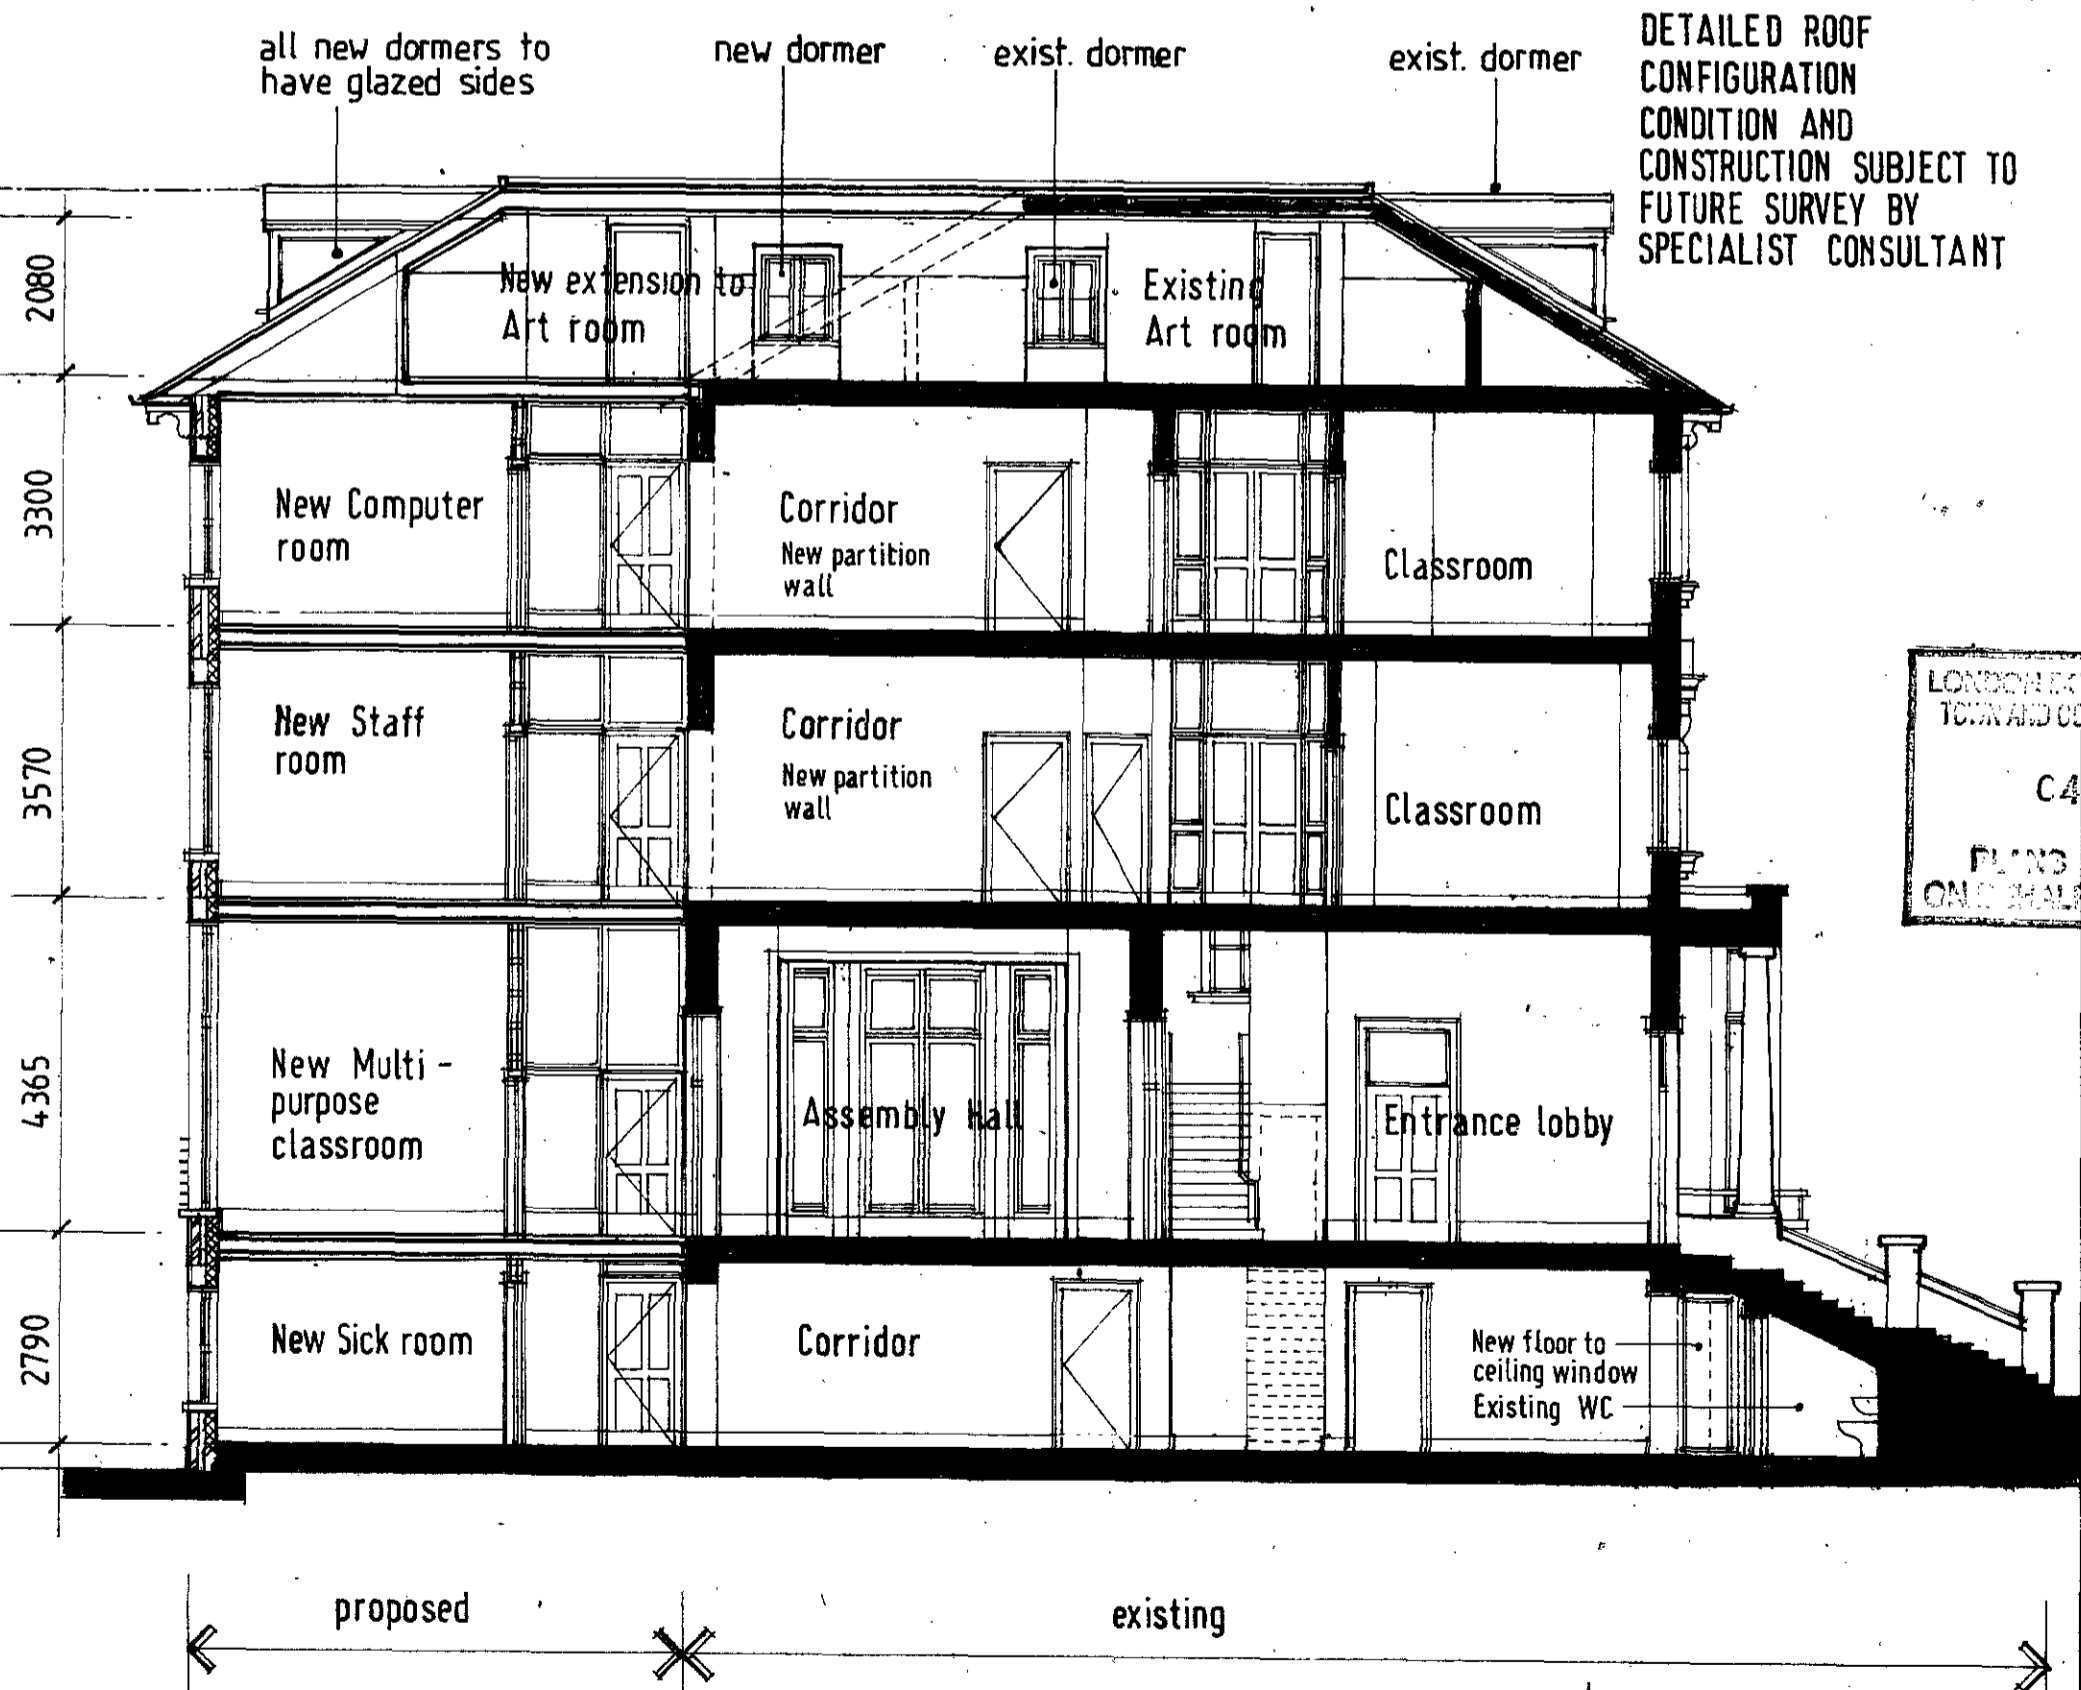 all new dormers to
have glazed sides
new dormer
exist. dormer
exist. dormer
DETAILED ROOF
CONFIGURATION
CONDITION AND
CONSTRUCTION SUBJECT TO
FUTURE SURVEY BY
SPECIALIST CONSULTANT
2080
New extension to
Art room
Existing
Art room
3300
New Computer
room
Corridor
New partition
wall
Classroom
3570
New Staff
room
Corridor
New partition
wall
Classroom
LONDON
TOWN AND
C4
PLANS
4365
New Multi-
purpose
classroom
Assembly Hall
Entrance lobby
2790
New Sick room
Corridor
New floor to
ceiling window
Existing WC
proposed
existing